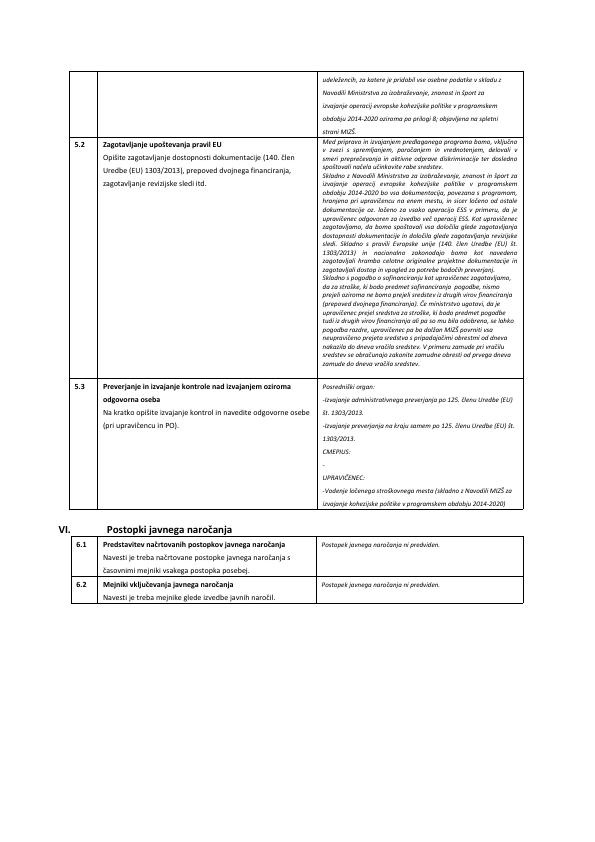 udeležencih, za katere je pridobil vse osebne podatke v skladu z
Navodili Ministrstva za izobraževanje, znanost in šport za
izvajanje operacij evropske kohezijske politike v programskem
obdobju 2014-2020 oziroma po prilogi 8; objavljena na spletni
strani MIZŠ.
5.2
Zagotavljanje upoštevanja pravil EU
Opišite zagotavljanje dostopnosti dokumentacije (140. člen
Uredbe (EU) 1303/2013), prepoved dvojnega financiranja,
zagotavljanje revizijske sledi itd.
Med pripravo in izvajanjem predlaganega programa bomo, vključno
v zvezi s spremljanjem, poročanjem in vrednotenjem, delovali v
smeri preprečevanja in aktivne odprave diskriminacije ter dosledno
spoštovali načela učinkovite rabe sredstev.
Skladno z Navodili Ministrstva za izobraževanje, znanost in šport za
izvajanje operacij evropske kohezijske politike v programskem
obdobju 2014-2020 bo vsa dokumentacija, povezana s programom,
hranjena pri upravičencu na enem mestu, in sicer ločeno od ostale
dokumentacije oz. ločeno za vsako operacijo ESS v primeru, da je
upravičenec odgovoren za izvedbo več operacij ESS. Kot upravičenec
zagotavljamo, da bomo spoštovali vsa določila glede zagotavljanja
dostopnosti dokumentacije in določila glede zagotavljanja revizijske
sledi. Skladno s pravili Evropske unije (140. člen Uredbe (EU) št.
1303/2013) in nacionalno zakonodajo bomo kot navedeno
zagotavljali hrambo celotne originalne projektne dokumentacije in
zagotavljali dostop in vpogled za potrebe bodočih preverjanj.
Skladno s pogodbo o sofinanciranju kot upravičenec zagotavljamo,
da za stroške, ki bodo predmet sofinanciranja pogodbe, nismo
prejeli oziroma ne bomo prejeli sredstev iz drugih virov financiranja
(prepoved dvojnega financiranja). Če ministrstvo ugotovi, da je
upravičenec prejel sredstva za stroške, ki bodo predmet pogodbe
tudi iz drugih virov financiranja ali pa so mu bila odobrena, se lahko
pogodba razdre, upravičenec pa bo dolžan MIZŠ povrniti vsa
neupravičeno prejeta sredstva s pripadajočimi obrestmi od dneva
nakazila do dneva vračila sredstev. V primeru zamude pri vračilu
sredstev se obračunajo zakonite zamudne obresti od prvega dneva
zamude do dneva vračila sredstev.
5.3
Preverjanje in izvajanje kontrole nad izvajanjem oziroma
odgovorna oseba
Na kratko opišite izvajanje kontrol in navedite odgovorne osebe
(pri upravičencu in PO).
Posredniški organ:
-Izvajanje administrativnega preverjanja po 125. členu Uredbe (EU)
št. 1303/2013.
-Izvajanje preverjanja na kraju samem po 125. členu Uredbe (EU) št.
1303/2013.
CMEPIUS:
-
UPRAVIČENEC:
-Vodenje ločenega stroškovnega mesta (skladno z Navodili MIZŠ za
izvajanje kohezijske politike v programskem obdobju 2014-2020)
VI. Postopki javnega naročanja
6.1
Predstavitev načrtovanih postopkov javnega naročanja
Navesti je treba načrtovane postopke javnega naročanja s
časovnimi mejniki vsakega postopka posebej.
Postopek javnega naročanja ni predviden.
6.2
Mejniki vključevanja javnega naročanja
Navesti je treba mejnike glede izvedbe javnih naročil.
Postopek javnega naročanja ni predviden.